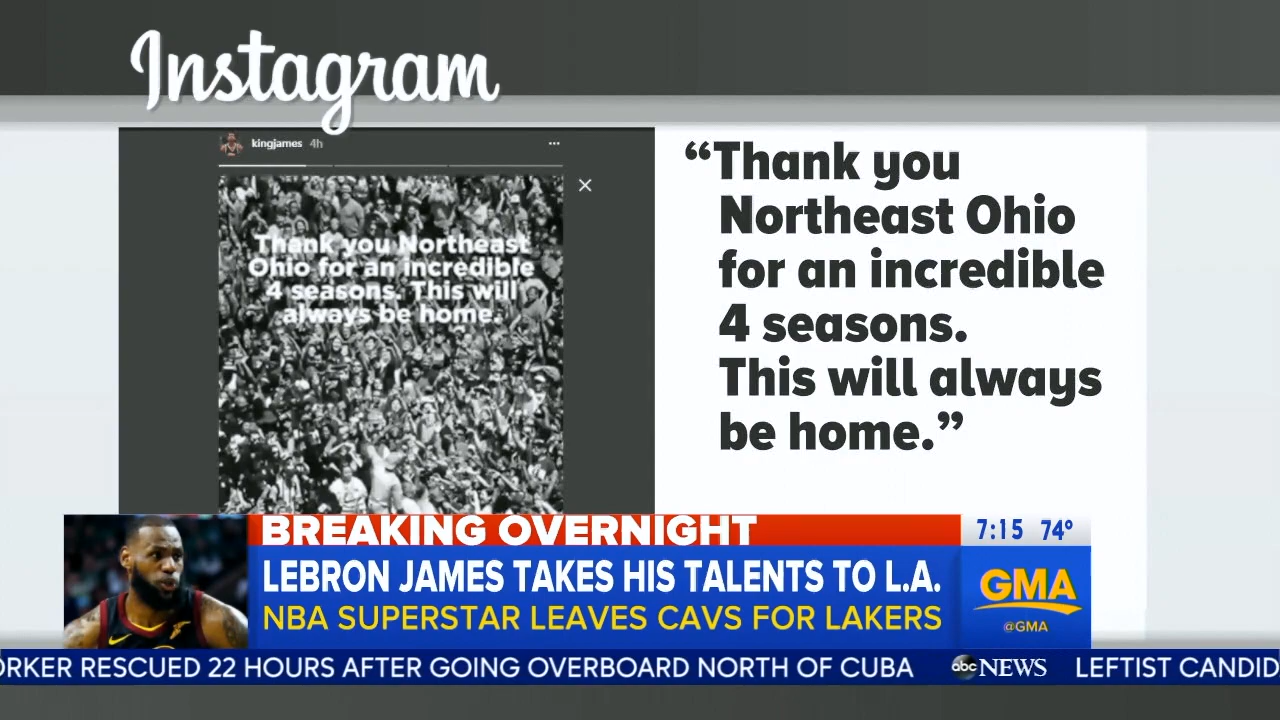 Instagram
kingjames 4h
Thank you Northeast
Ohio for an incredible
4 seasons. This will
always be home.
“Thank you
Northeast Ohio
for an incredible
4 seasons.
This will always
be home.”
BREAKING OVERNIGHT
7:15 74°
LEBRON JAMES TAKES HIS TALENTS TO L.A.
NBA SUPERSTAR LEAVES CAVS FOR LAKERS
GMA
@GMA
ORKER RESCUED 22 HOURS AFTER GOING OVERBOARD NORTH OF CUBA abc NEWS LEFTIST CANDID